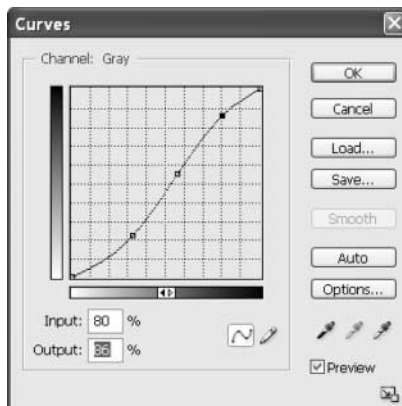 Curves
Channel: Gray
OK
Cancel
Load...
Save...
Smooth
Auto
Options...
Input: 80 %
Output: 86 %
Preview